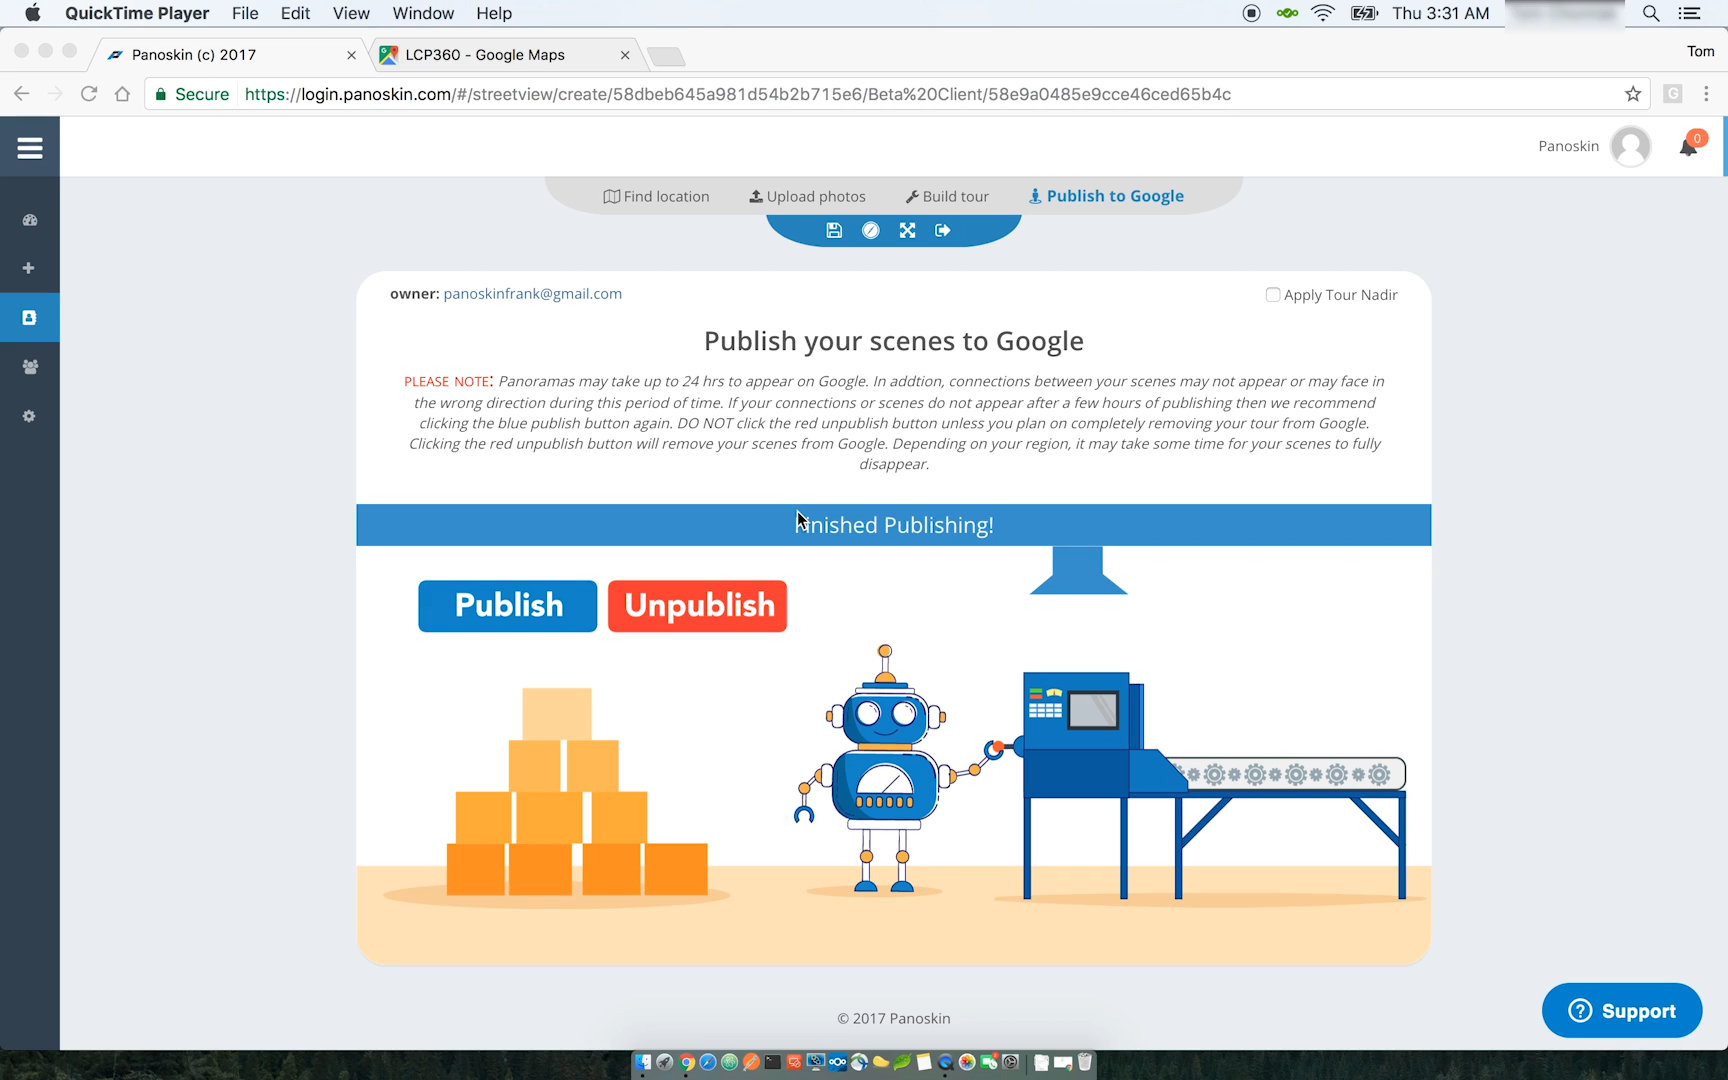 QuickTime Player File Edit View Window Help Thu 3:31 AM
Panoskin (c) 2017 LCP360 - Google Maps Tom
Secure https://login.panoskin.com/#/streetview/create/58dbeb645a981d54b2b715e6/Beta%20Client/58e9a0485e9cce46ced65b4c
Panoskin 0
Find location Upload photos Build tour Publish to Google
owner: panoskinfrank@gmail.com Apply Tour Nadir
Publish your scenes to Google
PLEASE NOTE: Panoramas may take up to 24 hrs to appear on Google. In addtion, connections between your scenes may not appear or may face in
the wrong direction during this period of time. If your connections or scenes do not appear after a few hours of publishing then we recommend
clicking the blue publish button again. DO NOT click the red unpublish button unless you plan on completely removing your tour from Google.
Clicking the red unpublish button will remove your scenes from Google. Depending on your region, it may take some time for your scenes to fully
disappear.
Finished Publishing!
Publish Unpublish
© 2017 Panoskin
Support